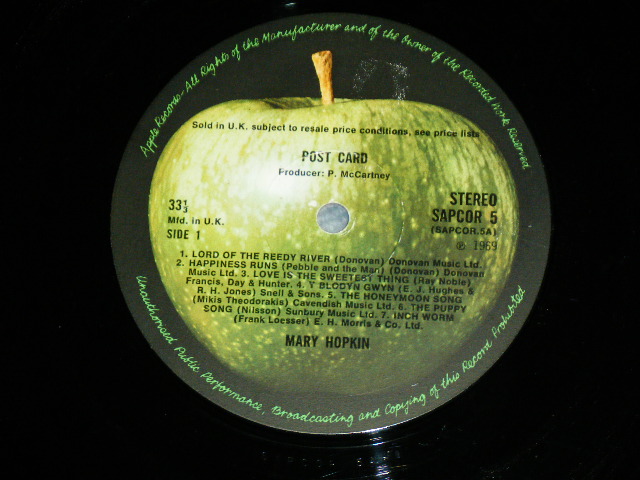 Apple Records - All Rights of the Manufacturer and of the Owner of the Recorded Work Reserved
Sold in U.K. subject to resale price conditions, see price lists
POST CARD
Producer: P. McCartney
33⅓
Mfd. in U.K.
SIDE 1
STEREO
SAPCOR 5
(SAPCOR.5A)
℗ 1969
1. LORD OF THE REEDY RIVER (Donovan) Donovan Music Ltd.
2. HAPPINESS RUNS (Pebble and the Man) (Donovan) Donovan
Music Ltd. 3. LOVE IS THE SWEETEST THING (Ray Noble)
Francis, Day & Hunter. 4. Y BLODYN GWYN (E. J. Hughes &
R. H. Jones) Snell & Sons. 5. THE HONEYMOON SONG
(Mikis Theodorakis) Cavendish Music Ltd. 6. THE PUPPY
SONG (Nilsson) Sunbury Music Ltd. 7. INCH WORM
(Frank Loesser) E. H. Morris & Co. Ltd.
MARY HOPKIN
Unauthorised Public Performance, Broadcasting and Copying of this Record Prohibited